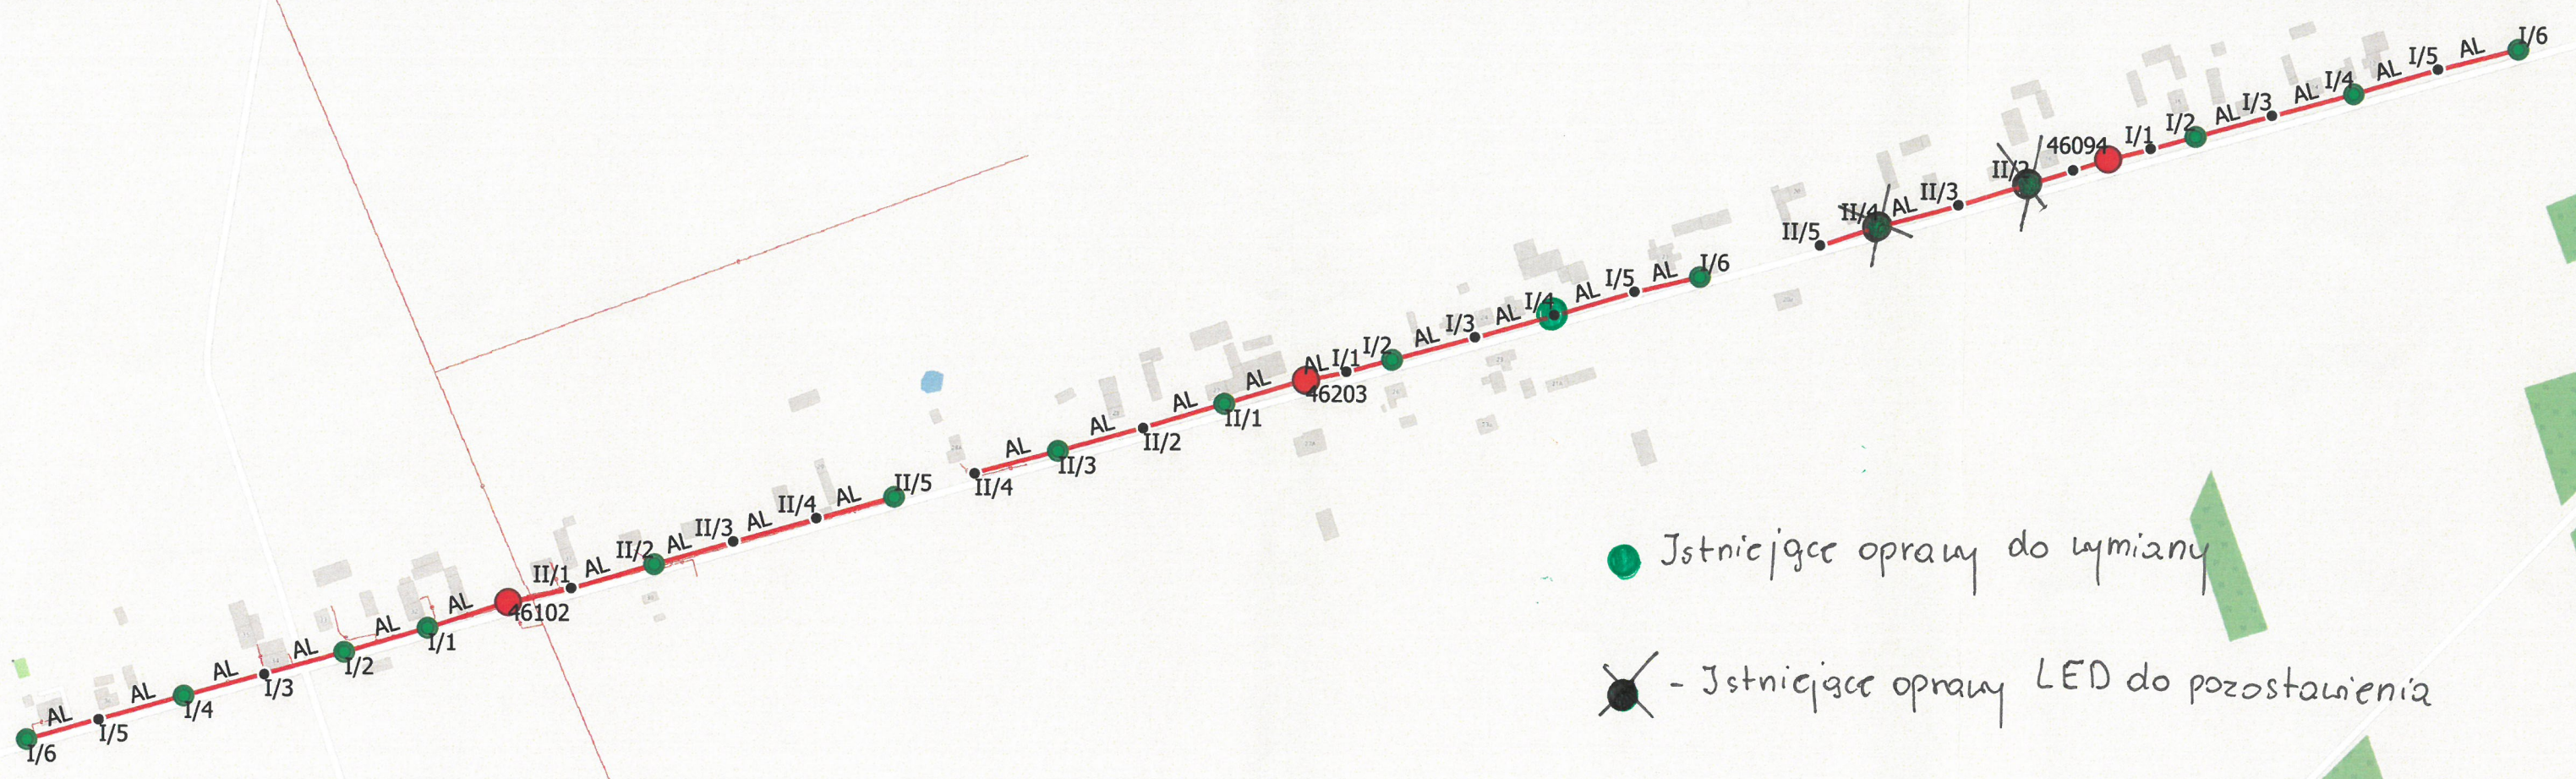 I/6
AL
I/5
AL
I/4
AL
I/3
AL
I/2
I/1
46094
II/2
II/3
AL
II/4
II/5
I/6
AL
I/5
AL
I/4
AL
I/3
AL
I/2
I/1
AL
46203
AL
II/1
AL
II/2
AL
II/3
AL
II/4
II/5
AL
II/4
AL
II/3
AL
II/2
AL
II/1
46102
AL
I/1
AL
I/2
AL
I/3
AL
I/4
AL
I/5
AL
I/6
Istniejące oprawy do wymiany
- Istniejące oprawy LED do pozostawienia